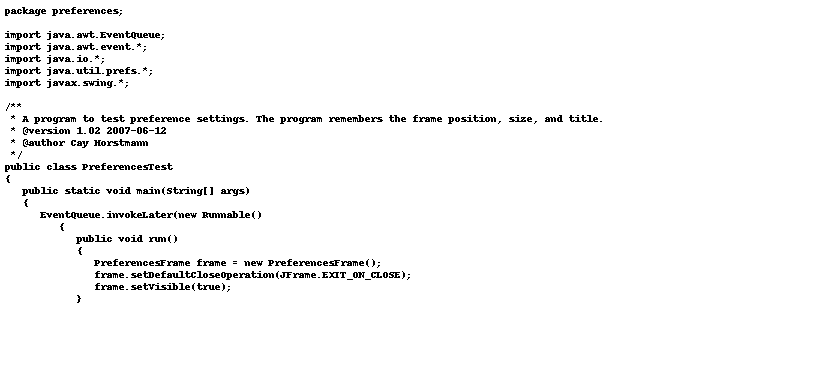 package preferences;

import java.awt.EventQueue;
import java.awt.event.*;
import java.io.*;
import java.util.prefs.*;
import javax.swing.*;

/**
 * A program to test preference settings. The program remembers the frame position, size, and title.
 * @version 1.02 2007-06-12
 * @author Cay Horstmann
 */
public class PreferencesTest
{
   public static void main(String[] args)
   {
      EventQueue.invokeLater(new Runnable()
         {
            public void run()
            {
               PreferencesFrame frame = new PreferencesFrame();
               frame.setDefaultCloseOperation(JFrame.EXIT_ON_CLOSE);
               frame.setVisible(true);
            }